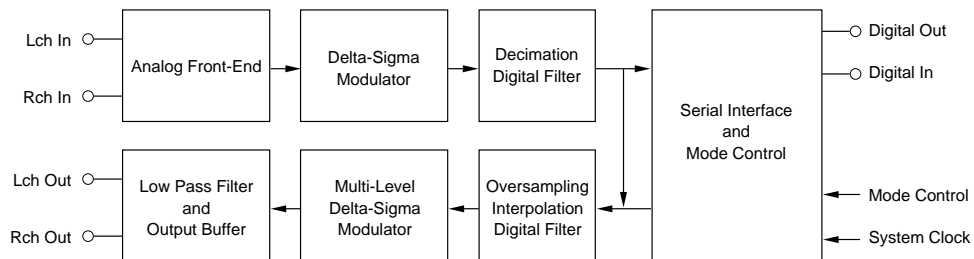 Lch In
Rch In
Analog Front-End
Delta-Sigma
Modulator
Decimation
Digital Filter
Serial Interface
and
Mode Control
Digital Out
Digital In
Lch Out
Rch Out
Low Pass Filter
and
Output Buffer
Multi-Level
Delta-Sigma
Modulator
Oversampling
Interpolation
Digital Filter
Mode Control
System Clock